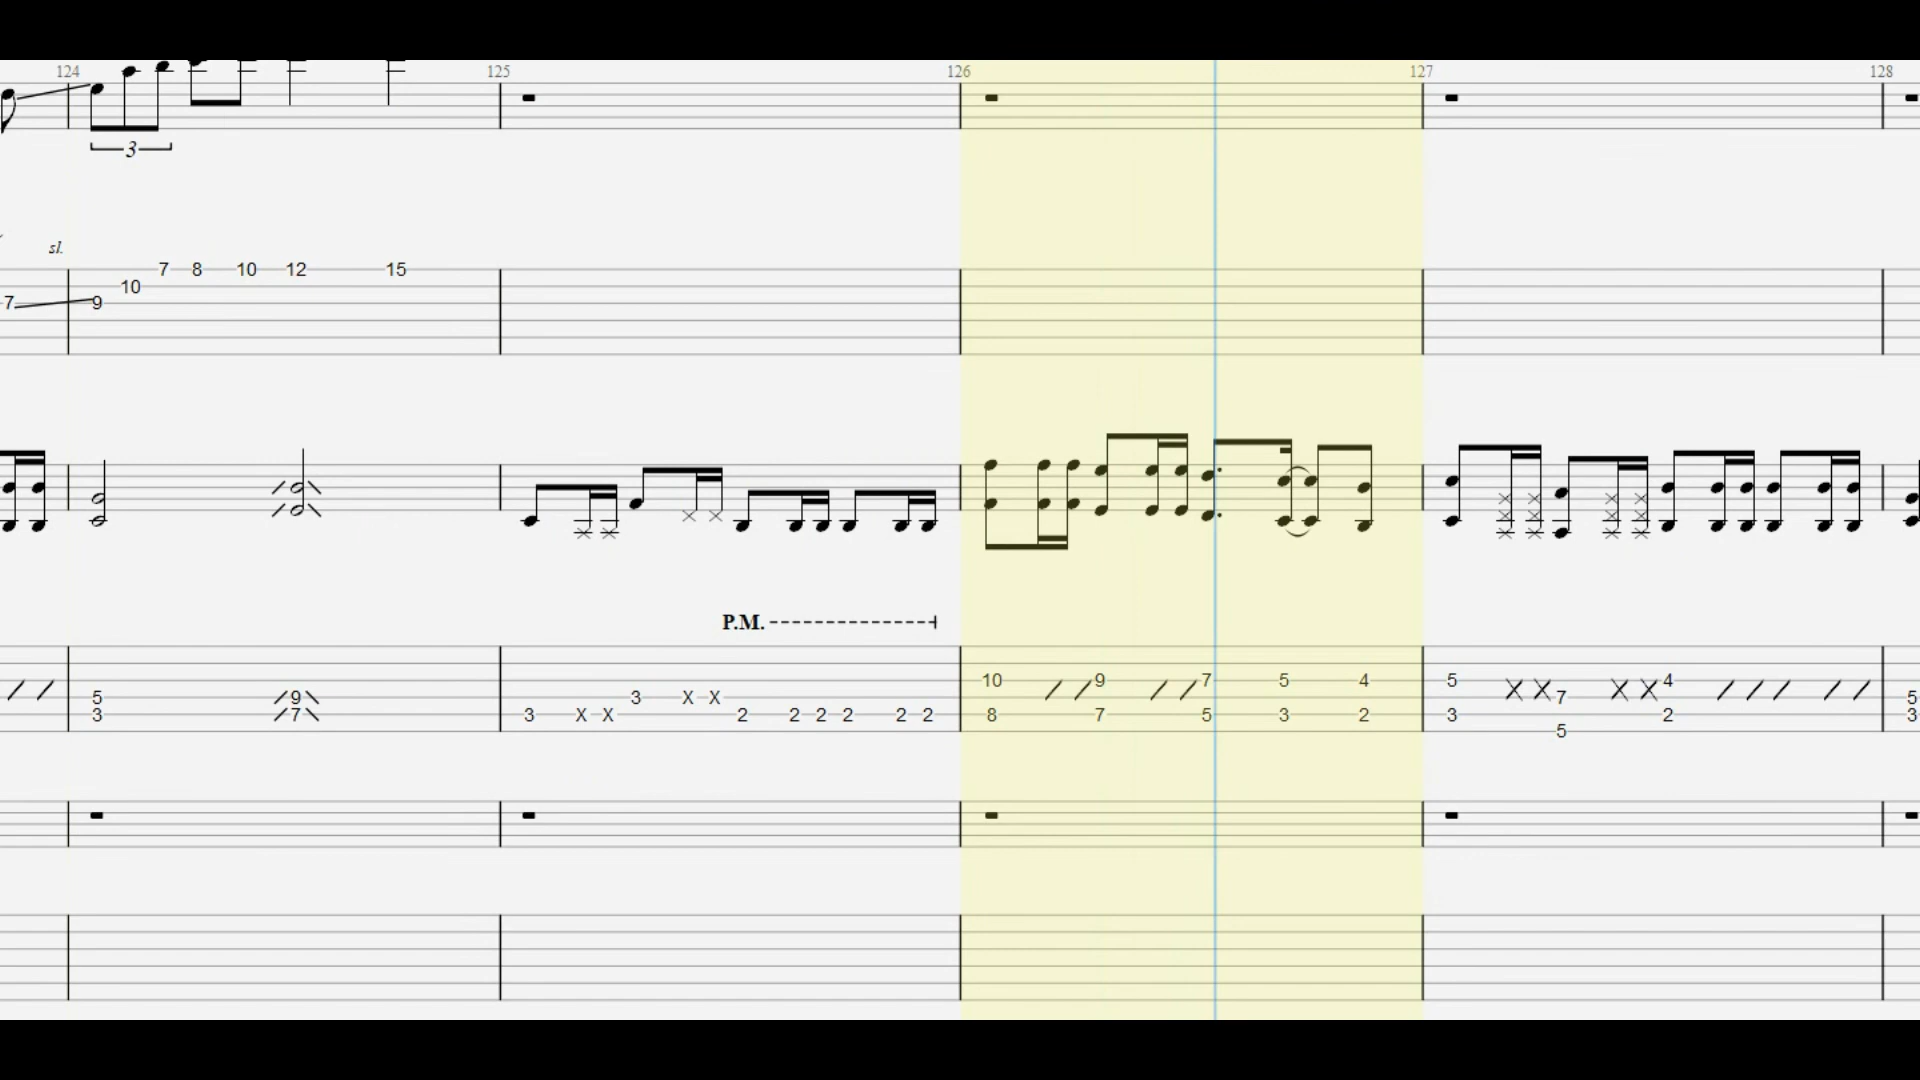 124 125 126 127 128
3
sl.
7 8 10 12 15
10
7 9
P.M.
10 9 7 5 5 4 4
5 9 3 X X 7 5
3 7 3 X X 2 2 2 2 2 2 8 7 5 3 2 3 2 3
5